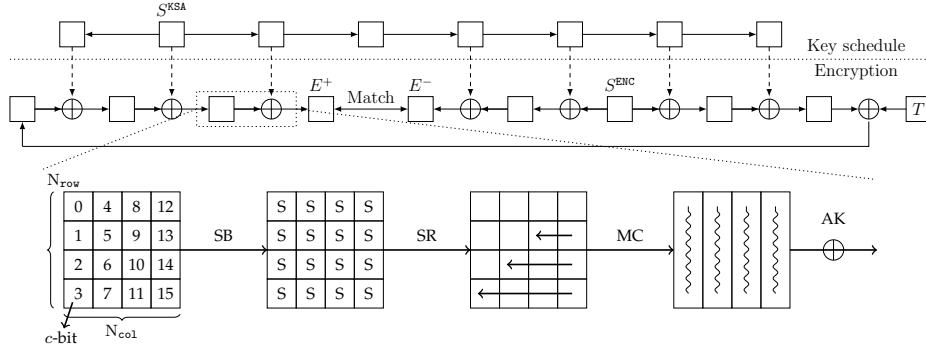 S^KSA
Key schedule
Encryption
E^+
Match
E^-
S^ENC
T
N_row
0 4 8 12
1 5 9 13
2 6 10 14
3 7 11 15
c-bit
N_col
SB
S S S S
S S S S
S S S S
S S S S
SR
MC
AK